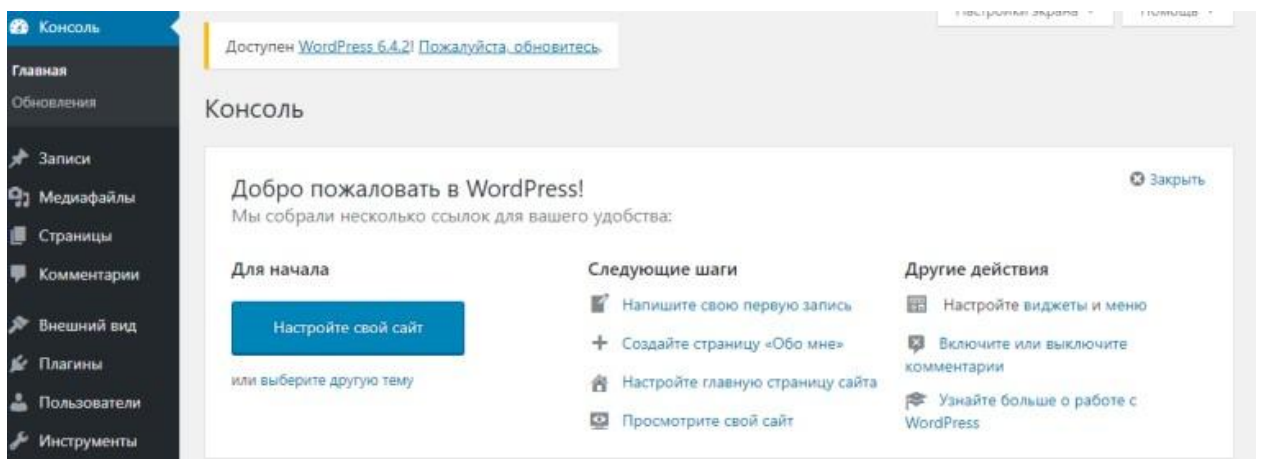 Консоль
Главная
Обновления
Записи
Медиафайлы
Страницы
Комментарии
Внешний вид
Плагины
Пользователи
Инструменты
Настройки экрана
Помощь
Доступен WordPress 6.4.2! Пожалуйста, обновитесь.
Консоль
Добро пожаловать в WordPress!
Мы собрали несколько ссылок для вашего удобства:
Закрыть
Для начала
Настройте свой сайт
или выберите другую тему
Следующие шаги
Напишите свою первую запись
Создайте страницу «Обо мне»
Настройте главную страницу сайта
Просмотрите свой сайт
Другие действия
Настройте виджеты и меню
Включите или выключите
комментарии
Узнайте больше о работе с
WordPress